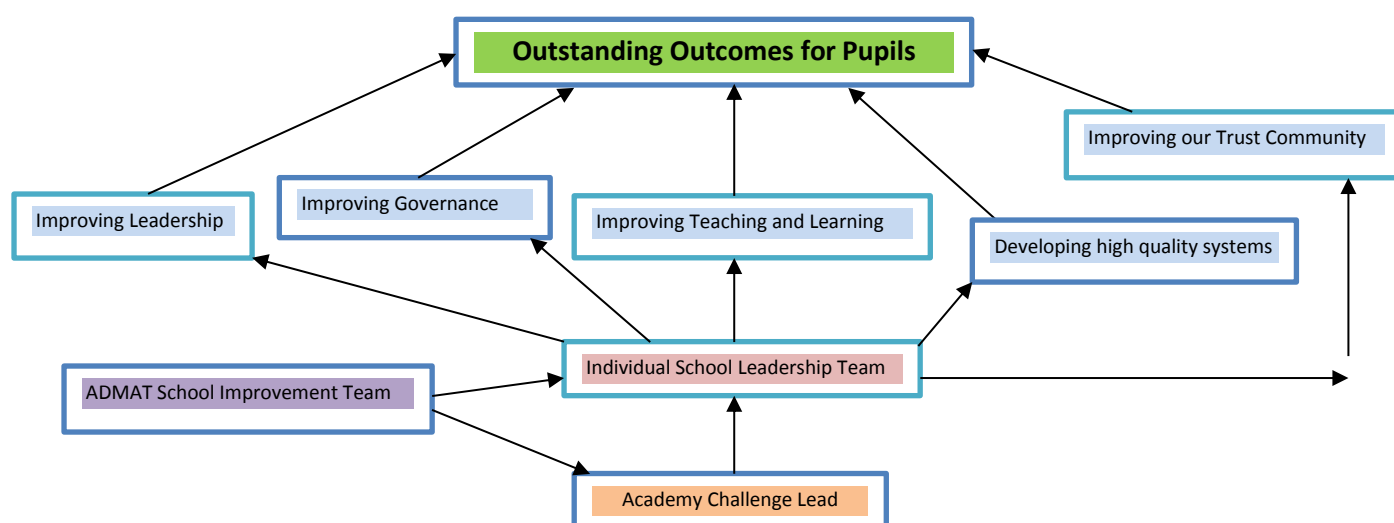 Outstanding Outcomes for Pupils
Improving our Trust Community
Improving Leadership
Improving Governance
Improving Teaching and Learning
Developing high quality systems
Individual School Leadership Team
ADMAT School Improvement Team
Academy Challenge Lead